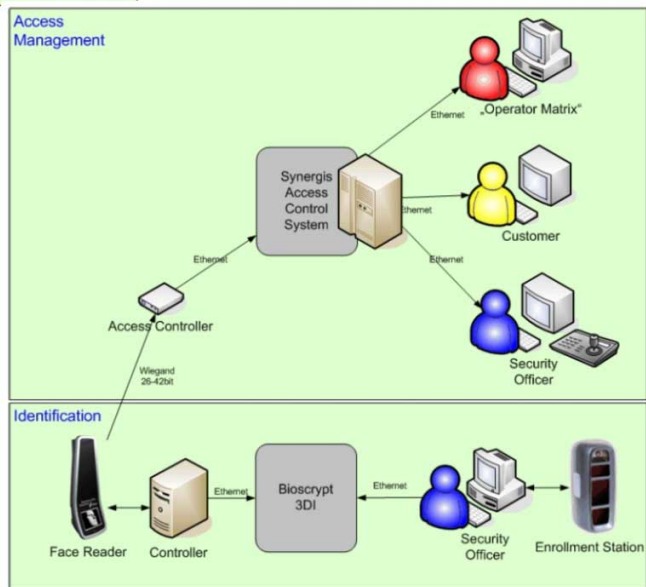 Access
Management
Ethernet
„Operator Matrix“
Synergis
Access
Control
System
Ethernet
Customer
Ethernet
Ethernet
Access Controller
Security
Officer
Wiegand
26-42bit
Identification
Bioscrypt
3DI
Ethernet
Ethernet
Face Reader
Controller
Security
Officer
Enrollment Station